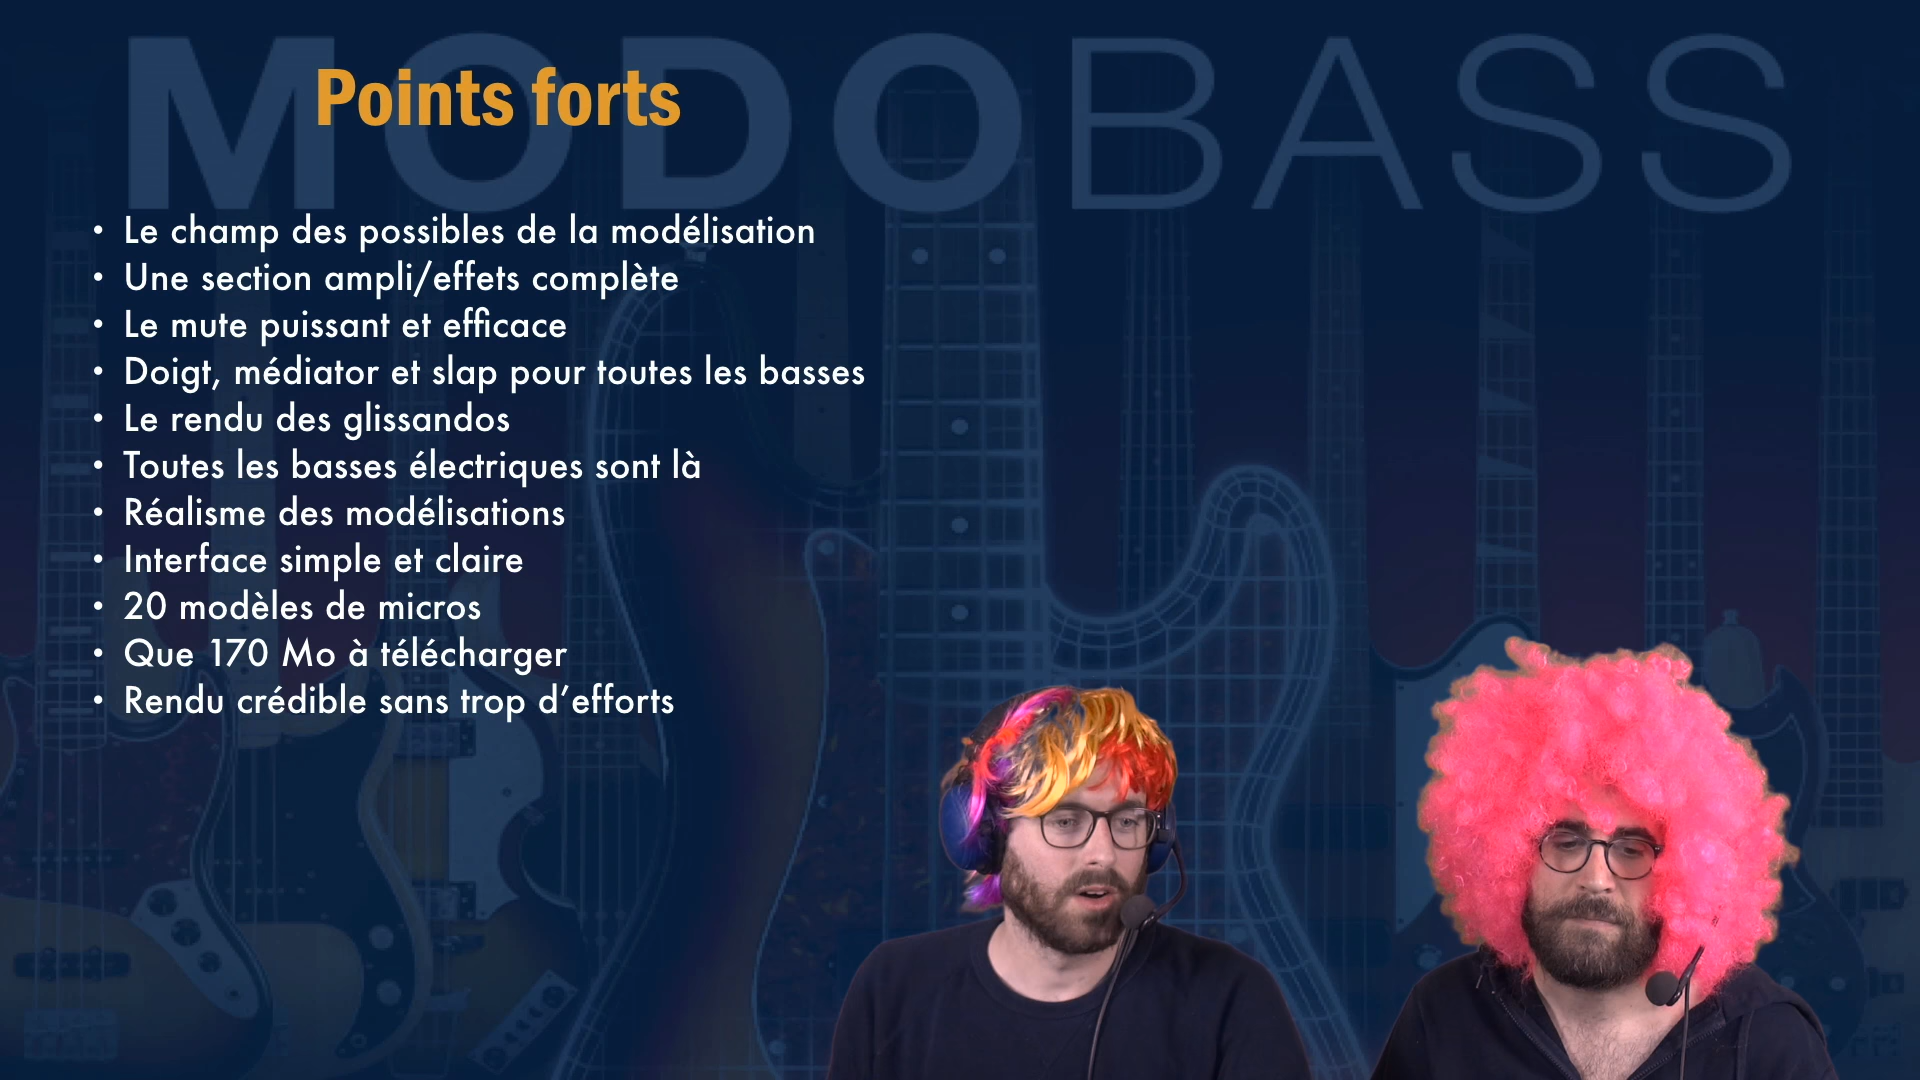 MODO BASS
Points forts
• Le champ des possibles de la modélisation
• Une section ampli/effets complète
• Le mute puissant et efficace
• Doigt, médiator et slap pour toutes les basses
• Le rendu des glissandos
• Toutes les basses électriques sont là
• Réalisme des modélisations
• Interface simple et claire
• 20 modèles de micros
• Que 170 Mo à télécharger
• Rendu crédible sans trop d’efforts